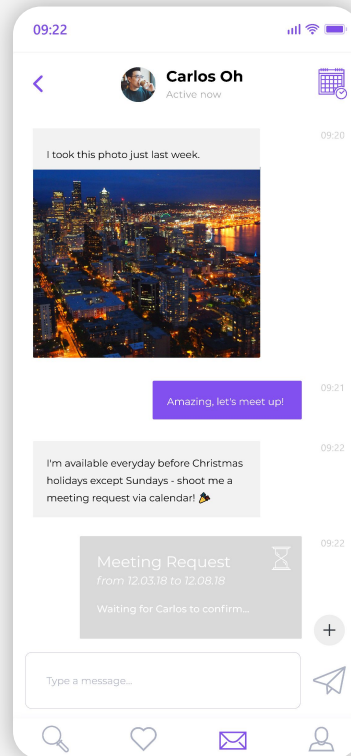 09:22
Carlos Oh
Active now
09:20
I took this photo just last week.
09:21
Amazing, let's meet up!
09:22
I'm available everyday before Christmas
holidays except Sundays - shoot me a
meeting request via calendar! 🎉
09:22
Meeting Request
from 12.03.18 to 12.08.18
Waiting for Carlos to confirm...
+
Type a message...